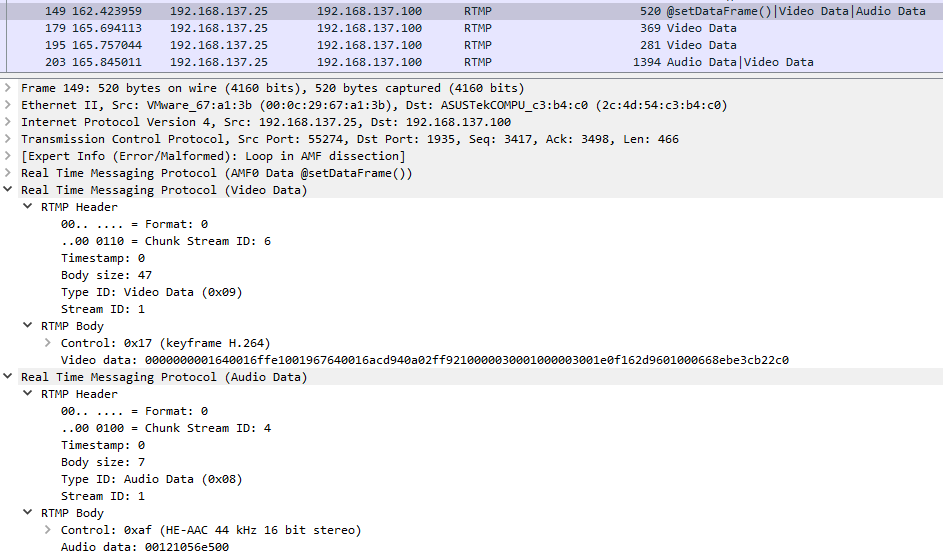 149 162.423959 192.168.137.25 192.168.137.100 RTMP 520 @setDataFrame()|Video Data|Audio Data
179 165.694113 192.168.137.25 192.168.137.100 RTMP 369 Video Data
195 165.757044 192.168.137.25 192.168.137.100 RTMP 281 Video Data
203 165.845011 192.168.137.25 192.168.137.100 RTMP 1394 Audio Data|Video Data
Frame 149: 520 bytes on wire (4160 bits), 520 bytes captured (4160 bits)
Ethernet II, Src: VMware_67:a1:3b (00:0c:29:67:a1:3b), Dst: ASUSTekCOMPU_c3:b4:c0 (2c:4d:54:c3:b4:c0)
Internet Protocol Version 4, Src: 192.168.137.25, Dst: 192.168.137.100
Transmission Control Protocol, Src Port: 55274, Dst Port: 1935, Seq: 3417, Ack: 3498, Len: 466
[Expert Info (Error/Malformed): Loop in AMF dissection]
Real Time Messaging Protocol (AMF0 Data @setDataFrame())
Real Time Messaging Protocol (Video Data)
RTMP Header
00.. .... = Format: 0
..00 0110 = Chunk Stream ID: 6
Timestamp: 0
Body size: 47
Type ID: Video Data (0x09)
Stream ID: 1
RTMP Body
Control: 0x17 (keyframe H.264)
Video data: 0000000001640016ffe1001967640016acd940a02ff9210000030001000003001e0f162d9601000668ebe3cb22c0
Real Time Messaging Protocol (Audio Data)
RTMP Header
00.. .... = Format: 0
..00 0100 = Chunk Stream ID: 4
Timestamp: 0
Body size: 7
Type ID: Audio Data (0x08)
Stream ID: 1
RTMP Body
Control: 0xaf (HE-AAC 44 kHz 16 bit stereo)
Audio data: 00121056e500